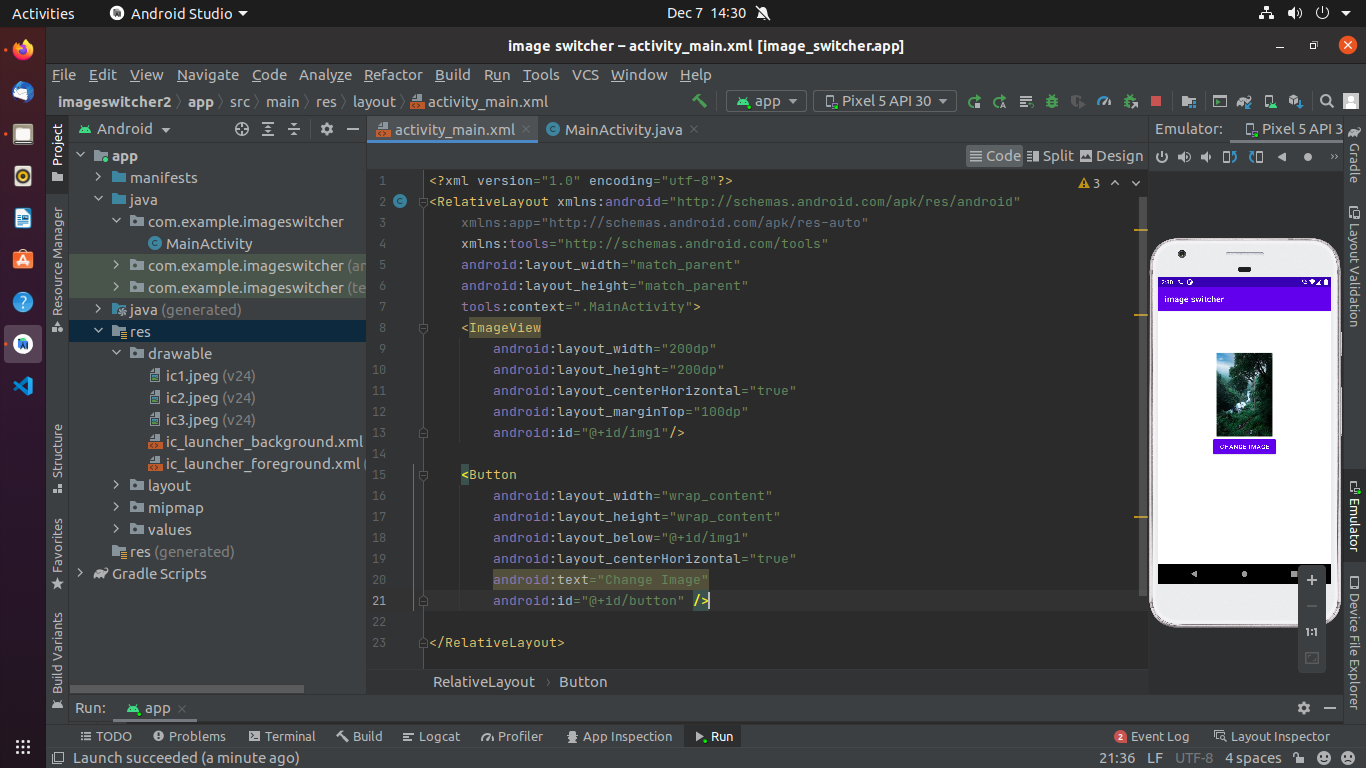 Activities Android Studio Dec 7 14:30
image switcher – activity_main.xml [image_switcher.app]
File Edit View Navigate Code Analyze Refactor Build Run Tools VCS Window Help
imageswitcher2 app src main res layout activity_main.xml app Pixel 5 API 30
Project
Resource Manager
Structure
Favorites
Build Variants
Android
app
manifests
java
com.example.imageswitcher
MainActivity
com.example.imageswitcher (an
com.example.imageswitcher (te
java (generated)
res
drawable
ic1.jpeg (v24)
ic2.jpeg (v24)
ic3.jpeg (v24)
ic_launcher_background.xml
ic_launcher_foreground.xml (
layout
mipmap
values
res (generated)
Gradle Scripts
activity_main.xml MainActivity.java
Code Split Design
3
1 <?xml version="1.0" encoding="utf-8"?>
2 <RelativeLayout xmlns:android="http://schemas.android.com/apk/res/android"
3 xmlns:app="http://schemas.android.com/apk/res-auto"
4 xmlns:tools="http://schemas.android.com/tools"
5 android:layout_width="match_parent"
6 android:layout_height="match_parent"
7 tools:context=".MainActivity">
8 <ImageView
9 android:layout_width="200dp"
10 android:layout_height="200dp"
11 android:layout_centerHorizontal="true"
12 android:layout_marginTop="100dp"
13 android:id="@+id/img1"/>
14
15 <Button
16 android:layout_width="wrap_content"
17 android:layout_height="wrap_content"
18 android:layout_below="@+id/img1"
19 android:layout_centerHorizontal="true"
20 android:text="Change Image"
21 android:id="@+id/button" />
22
23 </RelativeLayout>
RelativeLayout › Button
Emulator: Pixel 5 API 3
2:30
image switcher
CHANGE IMAGE
1:1
Gradle
Layout Validation
Emulator
Device File Explorer
Run: app
TODO Problems Terminal Build Logcat Profiler App Inspection Run 2 Event Log Layout Inspector
Launch succeeded (a minute ago) 21:36 LF UTF-8 4 spaces